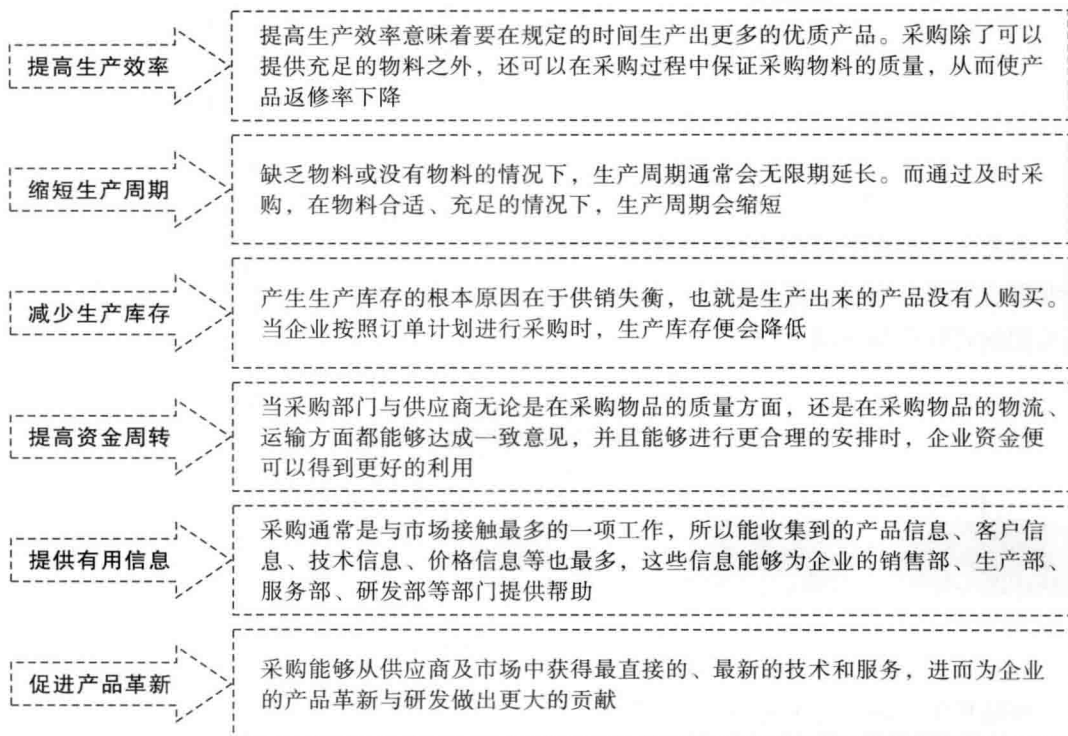 提高生产效率
提高生产效率意味着要在规定的时间生产出更多的优质产品。采购除了可以
提供充足的物料之外，还可以在采购过程中保证采购物料的质量，从而使产
品返修率下降
缩短生产周期
缺乏物料或没有物料的情况下，生产周期通常会无限期延长。而通过及时采
购，在物料合适、充足的情况下，生产周期会缩短
减少生产库存
产生生产库存的根本原因在于供销失衡，也就是生产出来的产品没有人购买。
当企业按照订单计划进行采购时，生产库存便会降低
提高资金周转
当采购部门与供应商无论是在采购物品的质量方面，还是在采购物品的物流、
运输方面都能够达成一致意见，并且能够进行更合理的安排时，企业资金便
可以得到更好的利用
提供有用信息
采购通常是与市场接触最多的一项工作，所以能收集到的产品信息、客户信
息、技术信息、价格信息等也最多，这些信息能够为企业的销售部、生产部
服务部、研发部等部门提供帮助
促进产品革新
采购能够从供应商及市场中获得最直接的、最新的技术和服务，进而为企业
的产品革新与研发做出更大的贡献